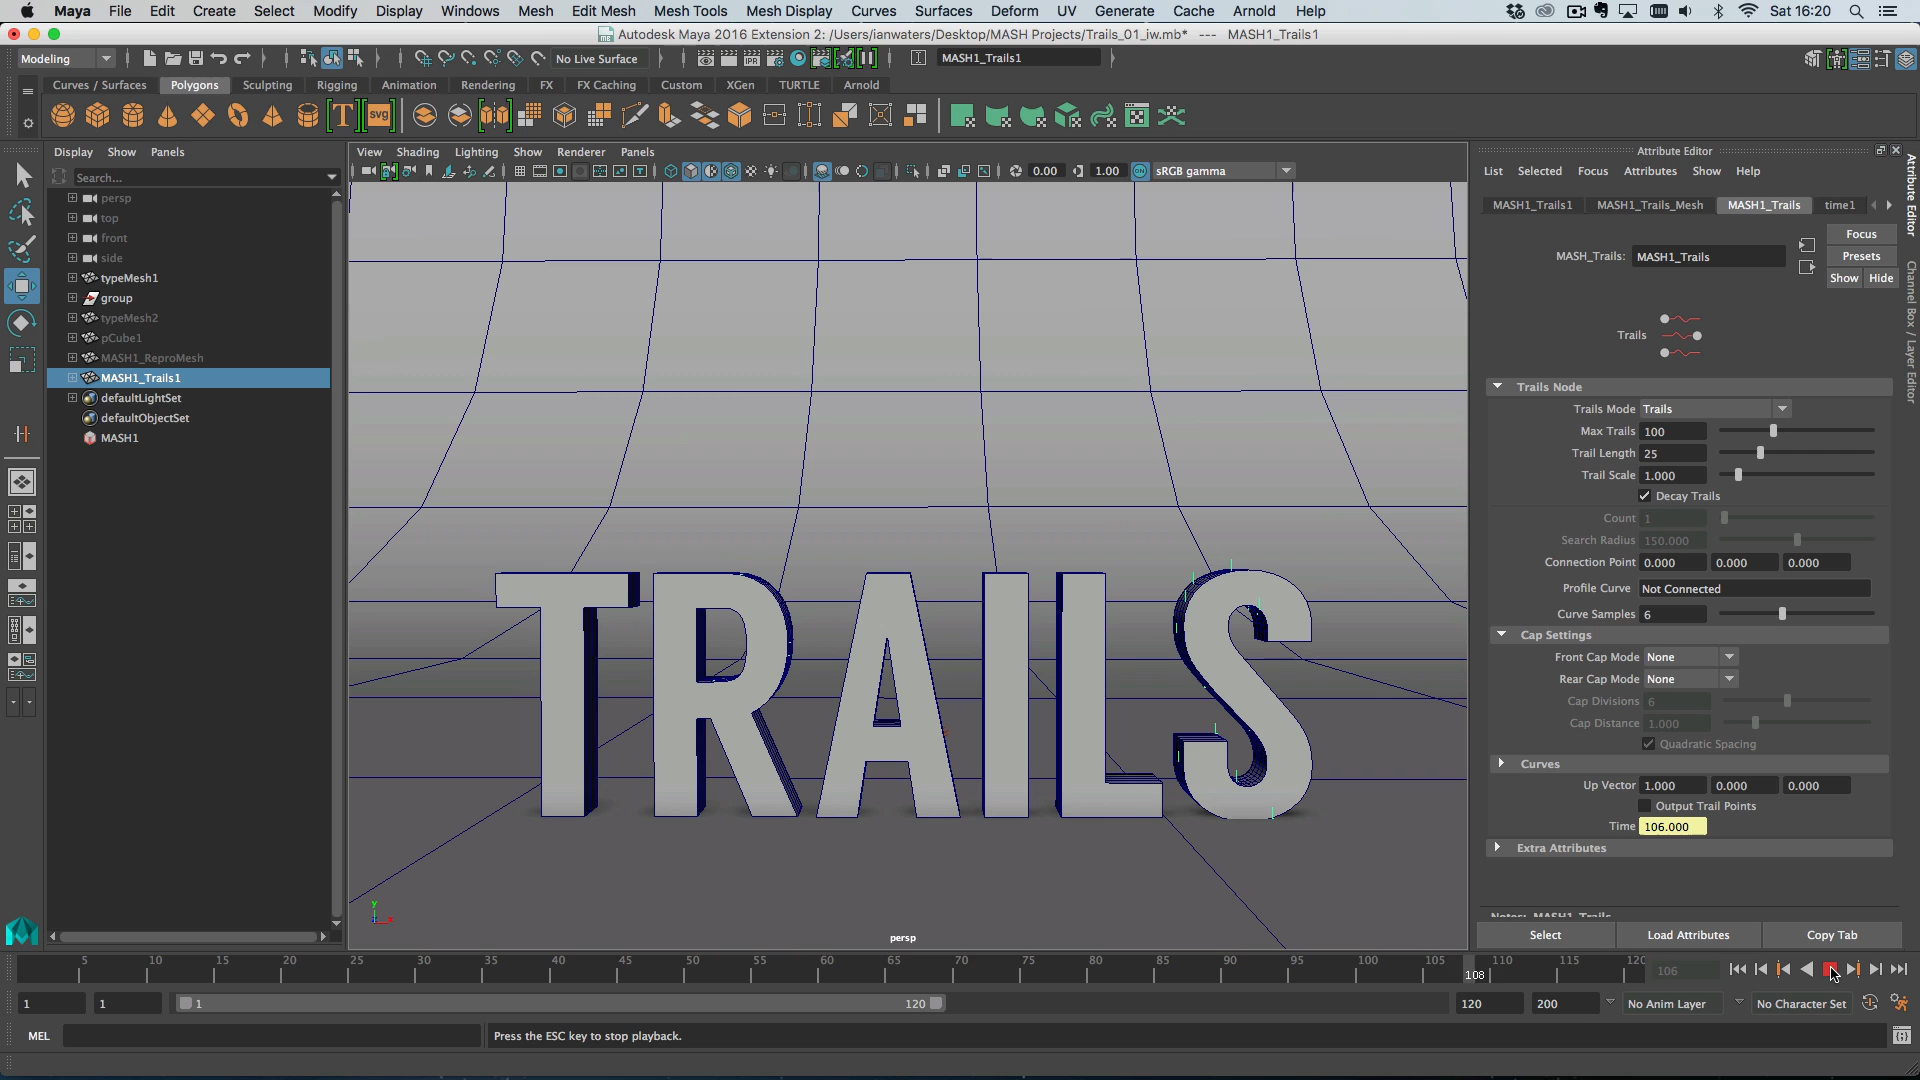 Maya File Edit Create Select Modify Display Windows Mesh Edit Mesh Mesh Tools Mesh Display Curves Surfaces Deform UV Generate Cache Arnold Help Sat 16:20
Autodesk Maya 2016 Extension 2: /Users/ianwaters/Desktop/MASH Projects/Trails_01_iw.mb* --- MASH1_Trails1
Modeling No Live Surface MASH1_Trails1
Curves / Surfaces Polygons Sculpting Rigging Animation Rendering FX FX Caching Custom XGen TURTLE Arnold
IPR
T svg
Display Show Panels
Search...
persp
top
front
side
typeMesh1
group
typeMesh2
pCube1
MASH1_ReproMesh
MASH1_Trails1
defaultLightSet
defaultObjectSet
MASH1
View Shading Lighting Show Renderer Panels
0.00 1.00 ON sRGB gamma
TRAILS
y
x
persp
Attribute Editor
List Selected Focus Attributes Show Help
MASH1_Trails1 MASH1_Trails_Mesh MASH1_Trails time1
Focus
MASH_Trails: MASH1_Trails Presets
Show Hide
Trails
Trails Node
Trails Mode Trails
Max Trails 100
Trail Length 25
Trail Scale 1.000
Decay Trails
Count 1
Search Radius 150.000
Connection Point 0.000 0.000 0.000
Profile Curve Not Connected
Curve Samples 6
Cap Settings
Front Cap Mode None
Rear Cap Mode None
Cap Divisions 6
Cap Distance 1.000
Quadratic Spacing
Curves
Up Vector 1.000 0.000 0.000
Output Trail Points
Time 106.000
Extra Attributes
Notes: MASH1_Trails
Select Load Attributes Copy Tab
Attribute Editor
Channel Box / Layer Editor
5 10 15 20 25 30 35 40 45 50 55 60 65 70 75 80 85 90 95 100 105 110 115 120
108
106
1 1 1 120 120 200 No Anim Layer No Character Set
MEL Press the ESC key to stop playback.